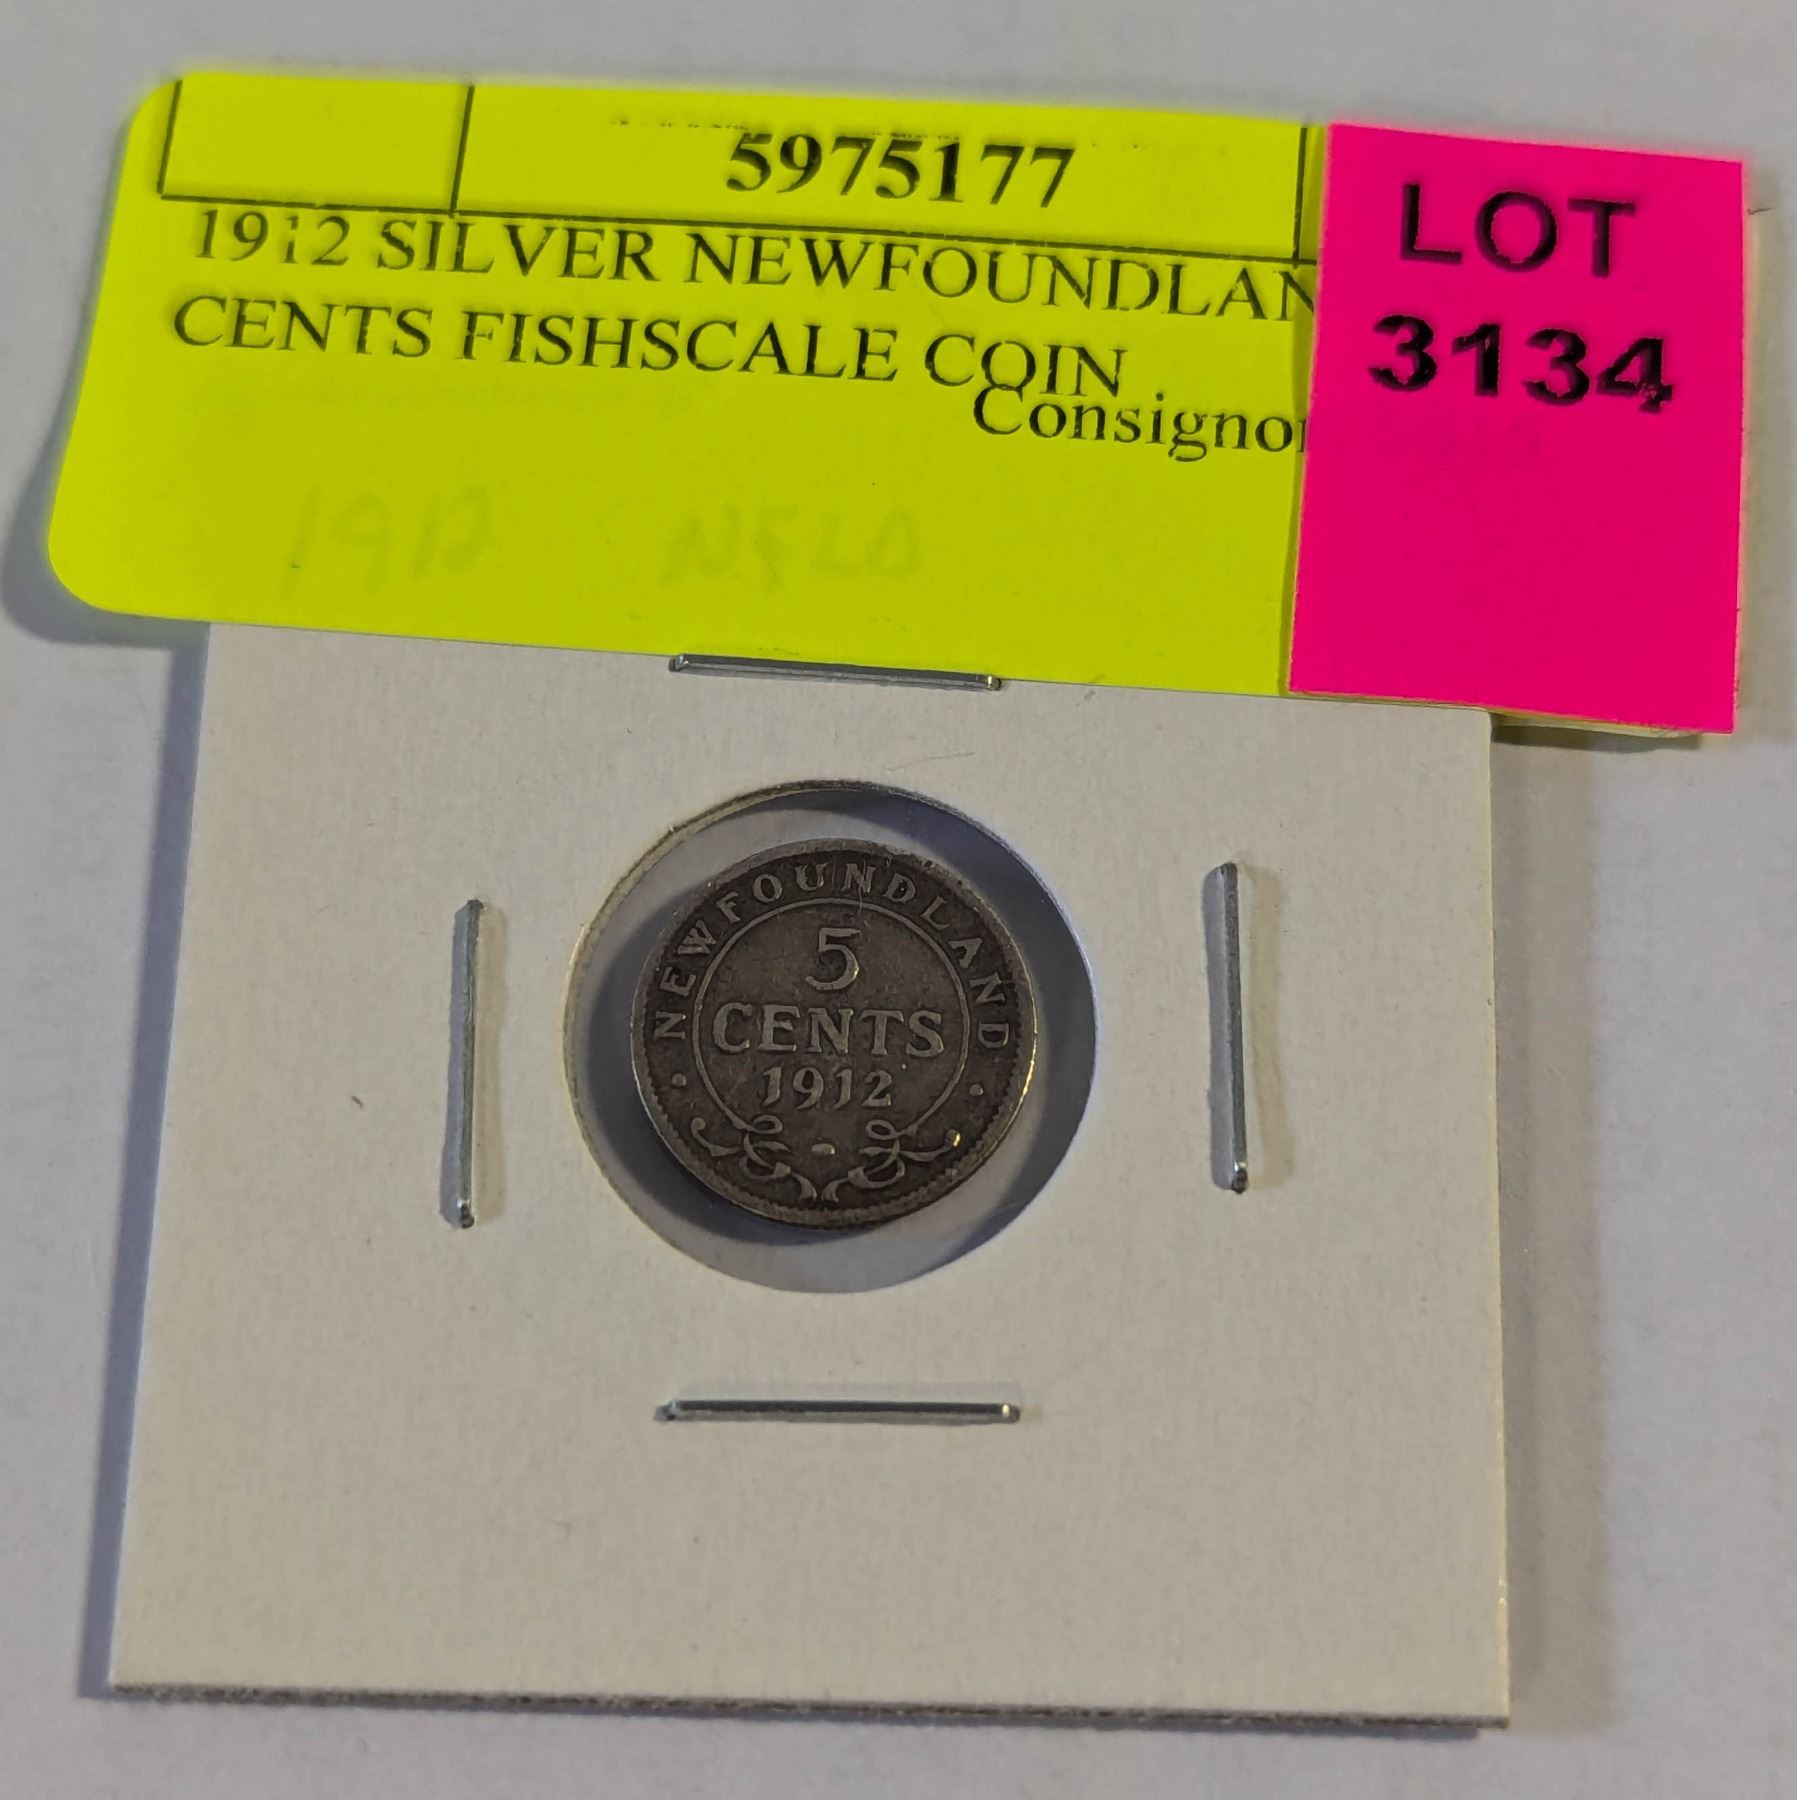 5975177
1912 SILVER NEWFOUNDLAN
CENTS FISHSCALE COIN
Consignor
LOT
3134
1912 NFLD
NEWFOUNDLAND
5
CENTS
1912